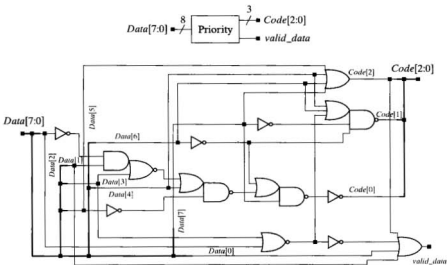 8
3
Code[2:0]
Data[7:0]
Priority
valid_data
Code[2:0]
Code[2]
Data[5]
Code[1]
Data[7:0]
Data[6]
Data[2]
Data[1]
Data[3]
Data[4]
Code[0]
Data[7]
Data[0]
valid_data